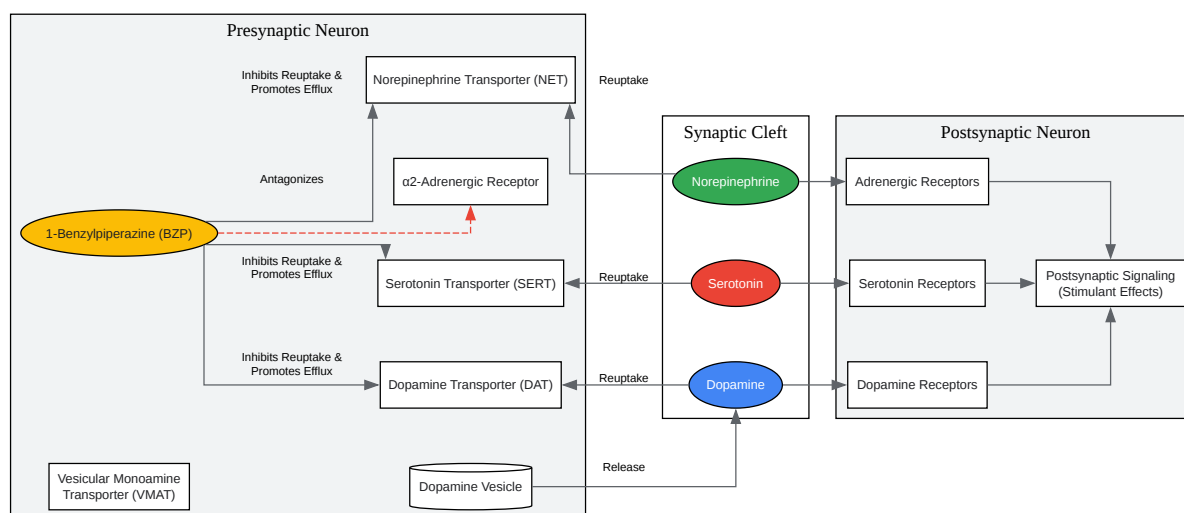 Presynaptic Neuron
Inhibits Reuptake &
Promotes Efflux
Norepinephrine Transporter (NET)
Reuptake
Synaptic Cleft
Postsynaptic Neuron
Antagonizes
α2-Adrenergic Receptor
Norepinephrine
Adrenergic Receptors
1-Benzylpiperazine (BZP)
Inhibits Reuptake &
Promotes Efflux
Serotonin Transporter (SERT)
Reuptake
Serotonin
Serotonin Receptors
Postsynaptic Signaling
(Stimulant Effects)
Inhibits Reuptake &
Promotes Efflux
Dopamine Transporter (DAT)
Reuptake
Dopamine
Dopamine Receptors
Vesicular Monoamine
Transporter (VMAT)
Dopamine Vesicle
Release